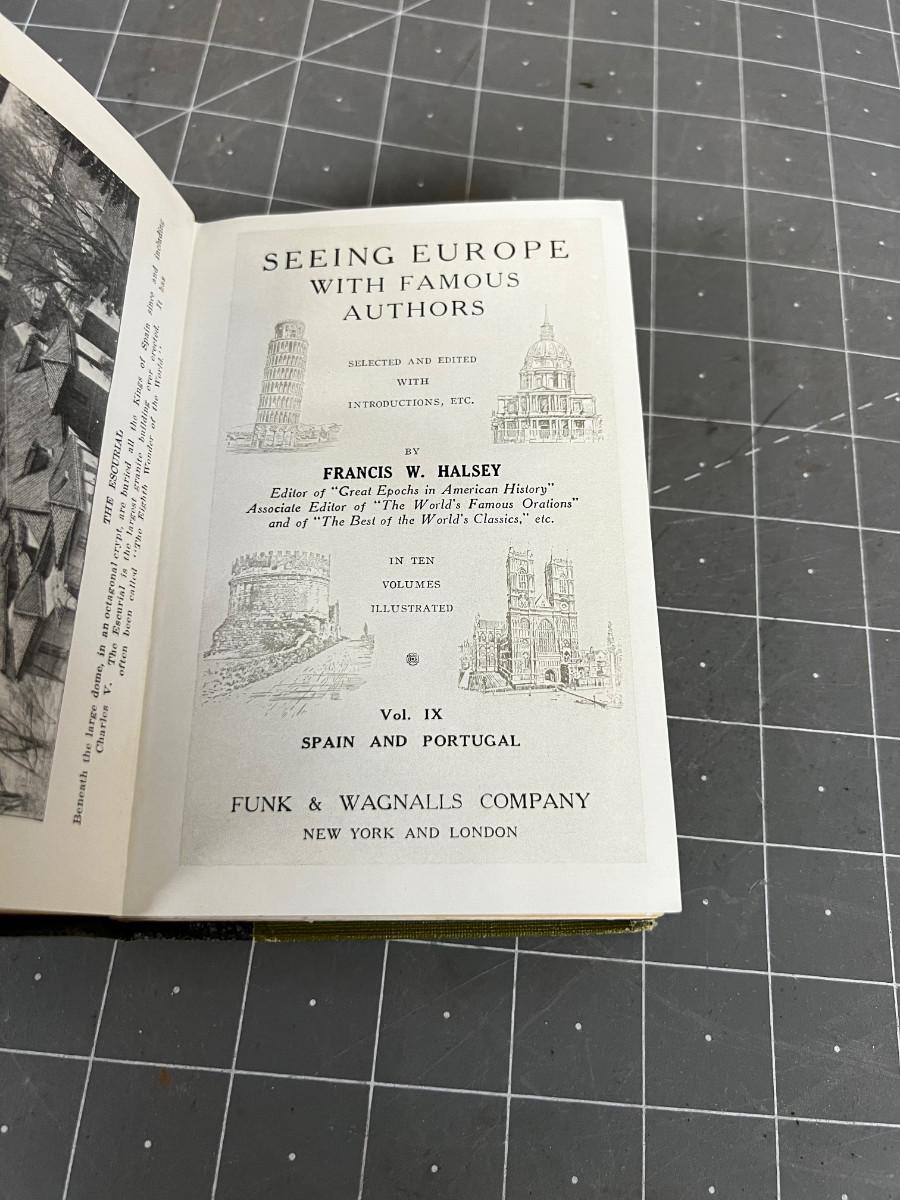 THE ESCURIAL
Beneath the large dome, in an octagonal crypt, are buried all the Kings of Spain since and including
Charles V. The Escurial is the largest granite building ever erected. It has
often been called "The Eighth Wonder of the World."
SEEING EUROPE
WITH FAMOUS
AUTHORS
SELECTED AND EDITED
WITH
INTRODUCTIONS, ETC.
BY
FRANCIS W. HALSEY
Editor of "Great Epochs in American History"
Associate Editor of "The World's Famous Orations"
and of "The Best of the World's Classics," etc.
IN TEN
VOLUMES
ILLUSTRATED
Vol. IX
SPAIN AND PORTUGAL
FUNK & WAGNALLS COMPANY
NEW YORK AND LONDON